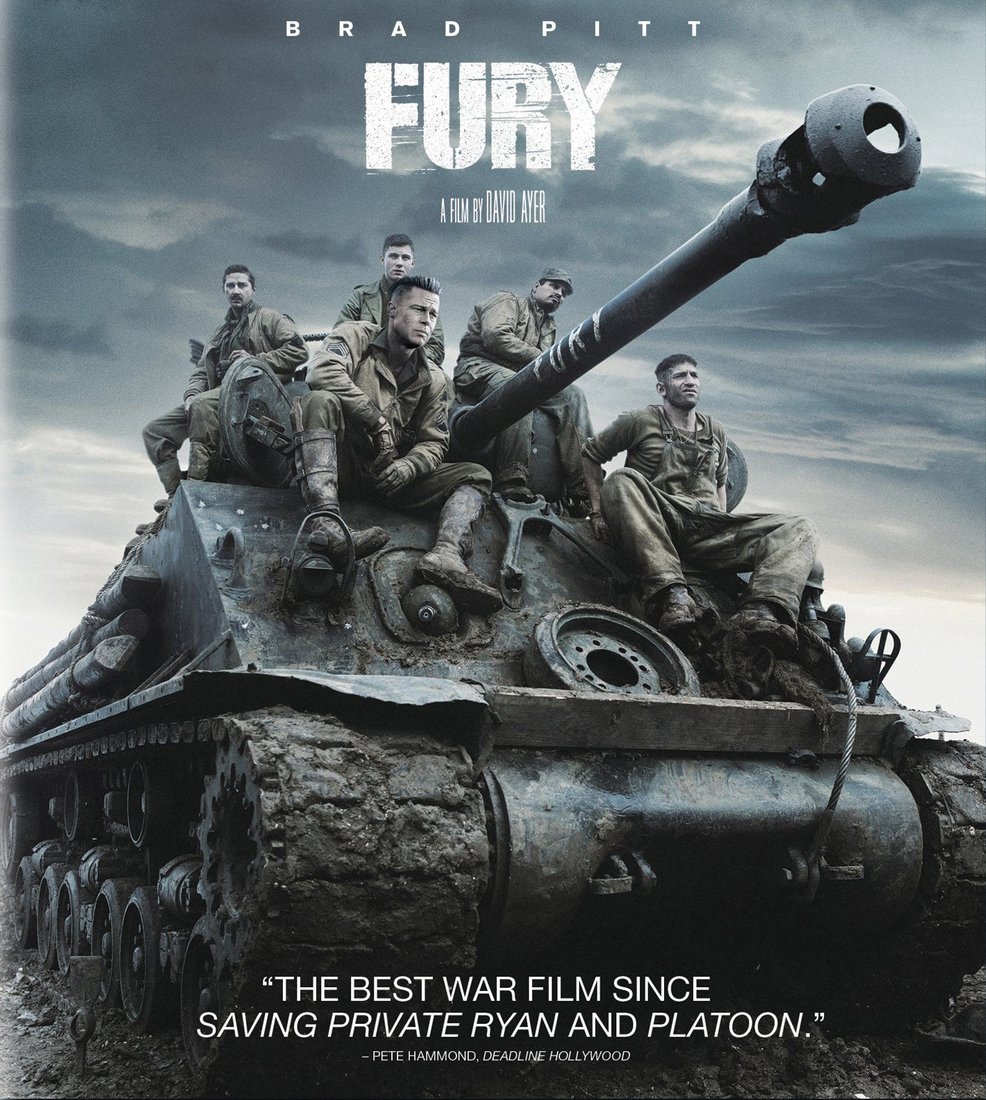 BRAD PITT
FURY
A FILM BY DAVID AYER
FURY
“THE BEST WAR FILM SINCE
SAVING PRIVATE RYAN AND PLATOON.”
– PETE HAMMOND, DEADLINE HOLLYWOOD